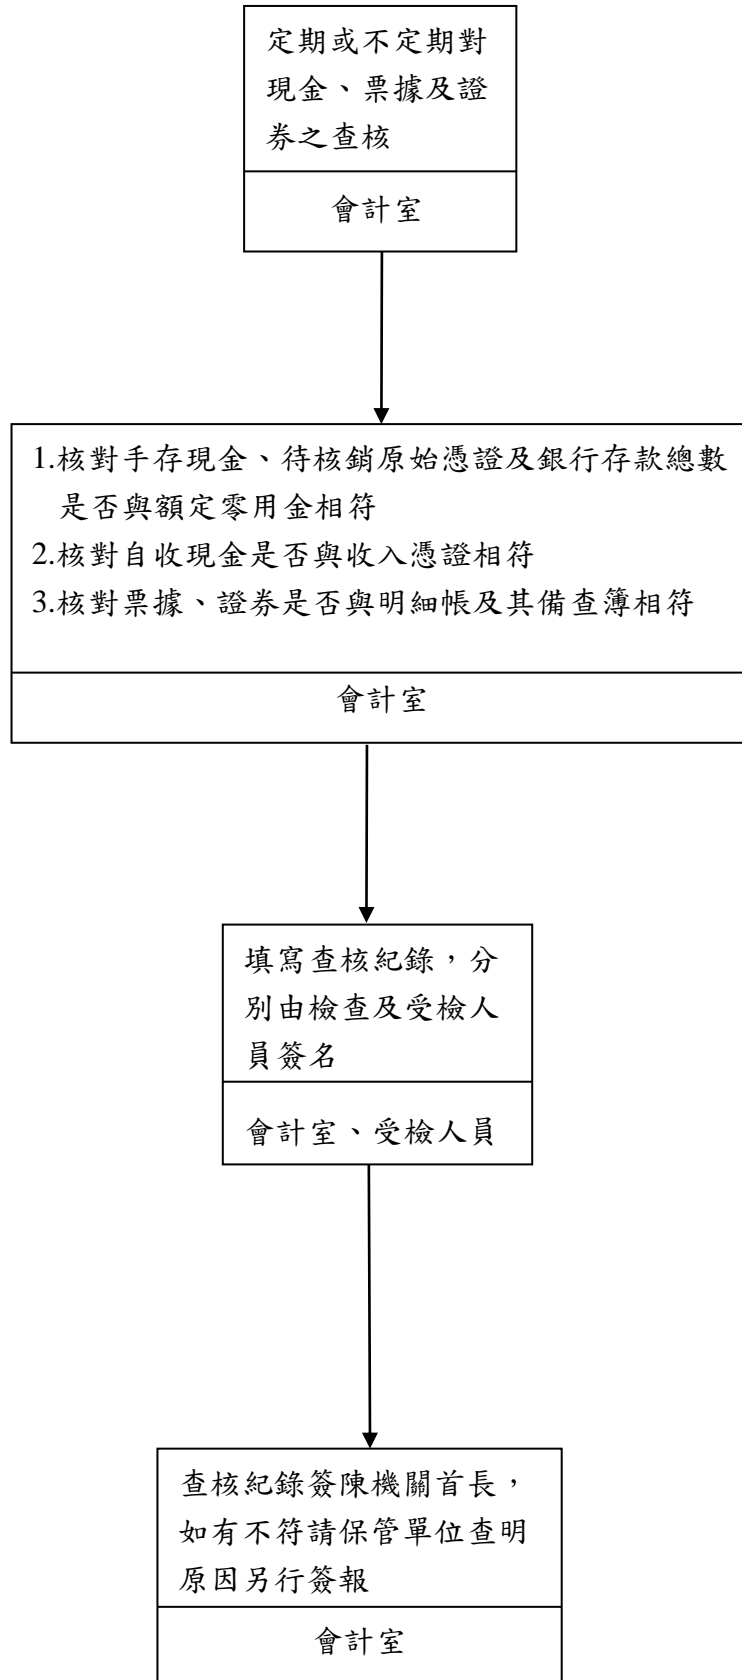 定期或不定期對
現金、票據及證
券之查核
會計室
1.核對手存現金、待核銷原始憑證及銀行存款總數
是否與額定零用金相符
2.核對自收現金是否與收入憑證相符
3.核對票據、證券是否與明細帳及其備查簿相符
會計室
填寫查核紀錄，分
別由檢查及受檢人
員簽名
會計室、受檢人員
查核紀錄簽陳機關首長，
如有不符請保管單位查明
原因另行簽報
會計室